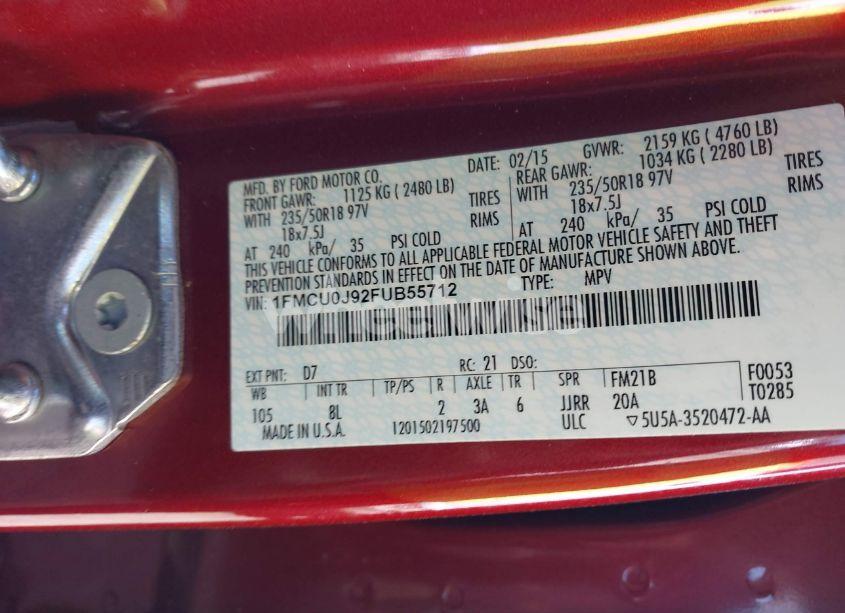 MFD. BY FORD MOTOR CO. DATE: 02/15 GVWR: 2159 KG ( 4760 LB)
FRONT GAWR: 1125 KG ( 2480 LB) REAR GAWR: 1034 KG ( 2280 LB)
WITH 235/50R18 97V TIRES WITH 235/50R18 97V TIRES
18x7.5J RIMS 18x7.5J RIMS
AT 240 kPa/ 35 PSI COLD AT 240 kPa/ 35 PSI COLD
THIS VEHICLE CONFORMS TO ALL APPLICABLE FEDERAL MOTOR VEHICLE SAFETY AND THEFT
PREVENTION STANDARDS IN EFFECT ON THE DATE OF MANUFACTURE SHOWN ABOVE.
VIN: 1FMCU0J92FUB55712 TYPE: MPV
EXT PNT: D7 RC: 21 DSO:
WB INT TR TP/PS R AXLE TR SPR FM21B F0053
105 8L 2 3A 6 JJRR 20A T0285
MADE IN U.S.A. 1201502197500 ULC ▽5U5A-3520472-AA